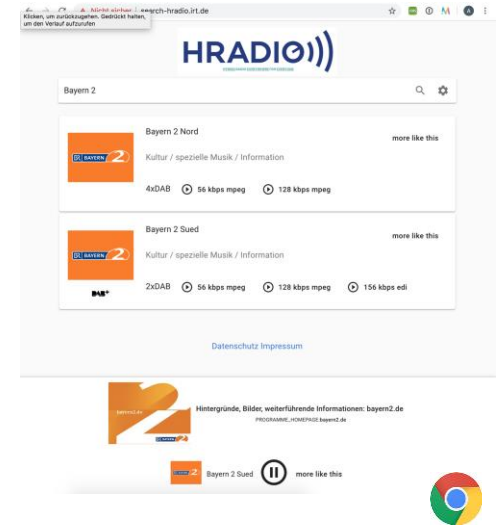 Klicken, um zurückzugehen. Gedrückt halten,
um den Verlauf aufzurufen
Nicht sicher search-hradio.irt.de
HRADIO
Bayern 2
Bayern 2 Nord
more like this
BR BAYERN 2
Kultur / spezielle Musik / Information
4xDAB 56 kbps mpeg 128 kbps mpeg
Bayern 2 Sued
more like this
BR BAYERN 2
Kultur / spezielle Musik / Information
2xDAB 56 kbps mpeg 128 kbps mpeg 156 kbps edi
DAB+
Datenschutz Impressum
bayern2.de
Hintergründe, Bilder, weiterführende Informationen: bayern2.de
PROGRAMME_HOMEPAGE bayern2.de
Bayern 2 Sued more like this